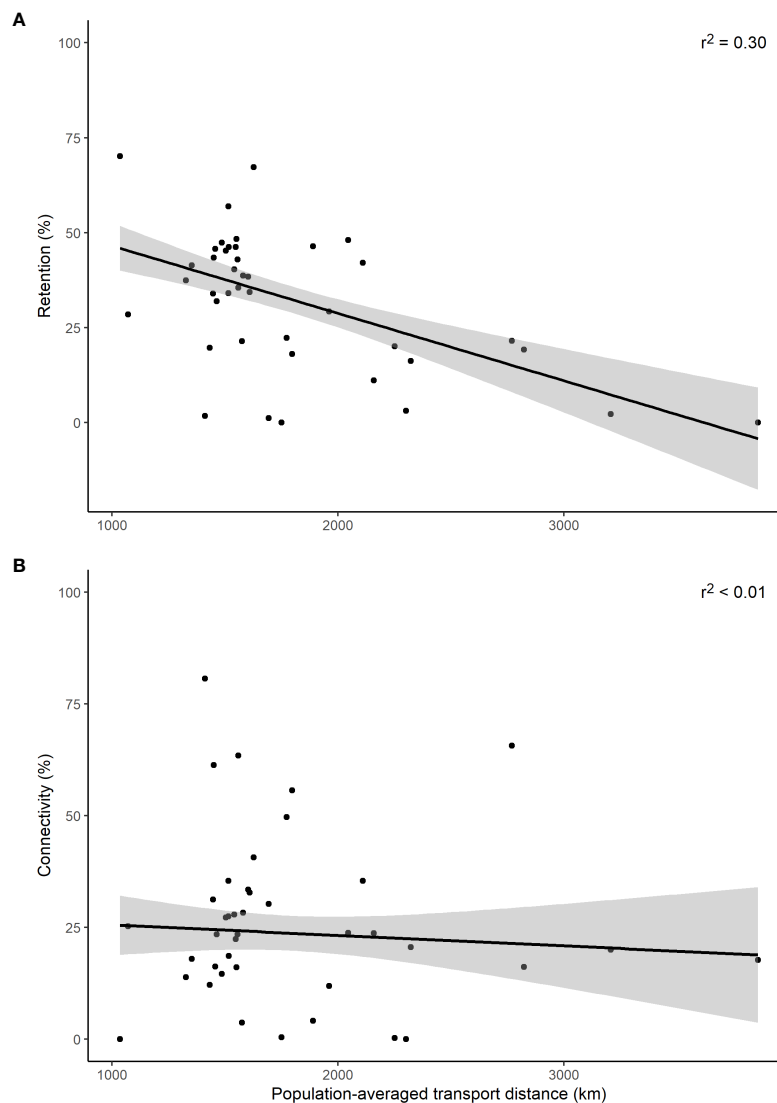 A
r² = 0.30
100
75
50
25
0
Retention (%)
1000 2000 3000
B
r² < 0.01
100
75
50
25
0
Connectivity (%)
1000 2000 3000
Population-averaged transport distance (km)